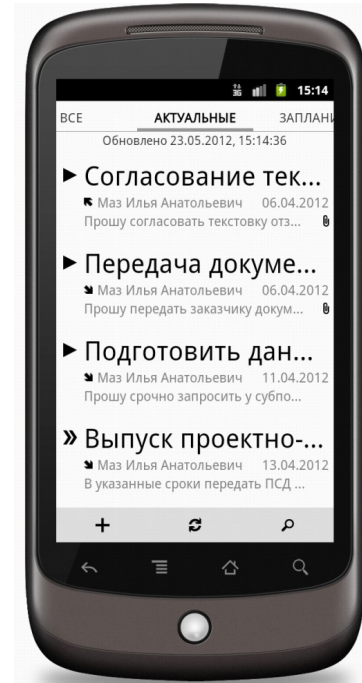 3G 15:14
ВСЕ АКТУАЛЬНЫЕ ЗАПЛАНИ
Обновлено 23.05.2012, 15:14:36
Согласование тек...
Маз Илья Анатольевич 06.04.2012
Прошу согласовать текстовку отз...
Передача докуме...
Маз Илья Анатольевич 06.04.2012
Прошу передать заказчику докум...
Подготовить дан...
Маз Илья Анатольевич 11.04.2012
Прошу срочно запросить у субпо...
Выпуск проектно-...
Маз Илья Анатольевич 13.04.2012
В указанные сроки передать ПСД ...